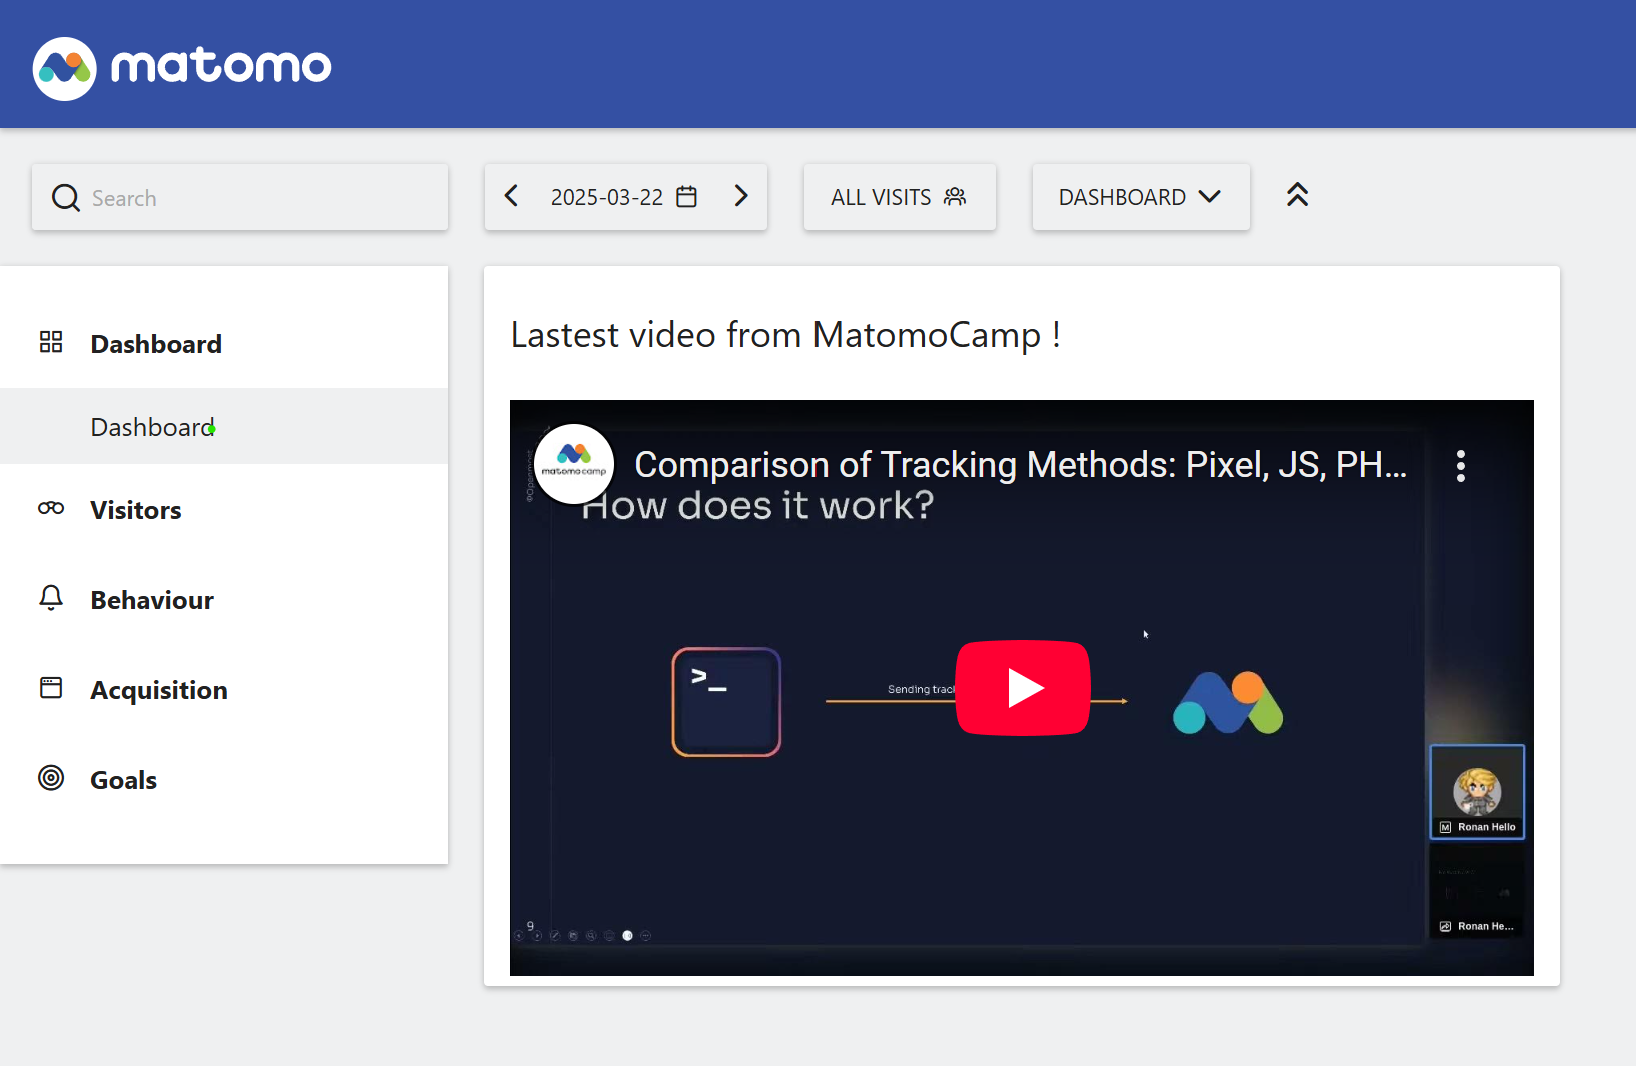 matomo
Search
2025-03-22
ALL VISITS
DASHBOARD
Dashboard
Dashboard
Visitors
Behaviour
Acquisition
Goals
Lastest video from MatomoCamp !
©Openmost
matomo camp
Comparison of Tracking Methods: Pixel, JS, PH...
How does it work?
>_
Sending
Ronan Hello
Ronan He...
9